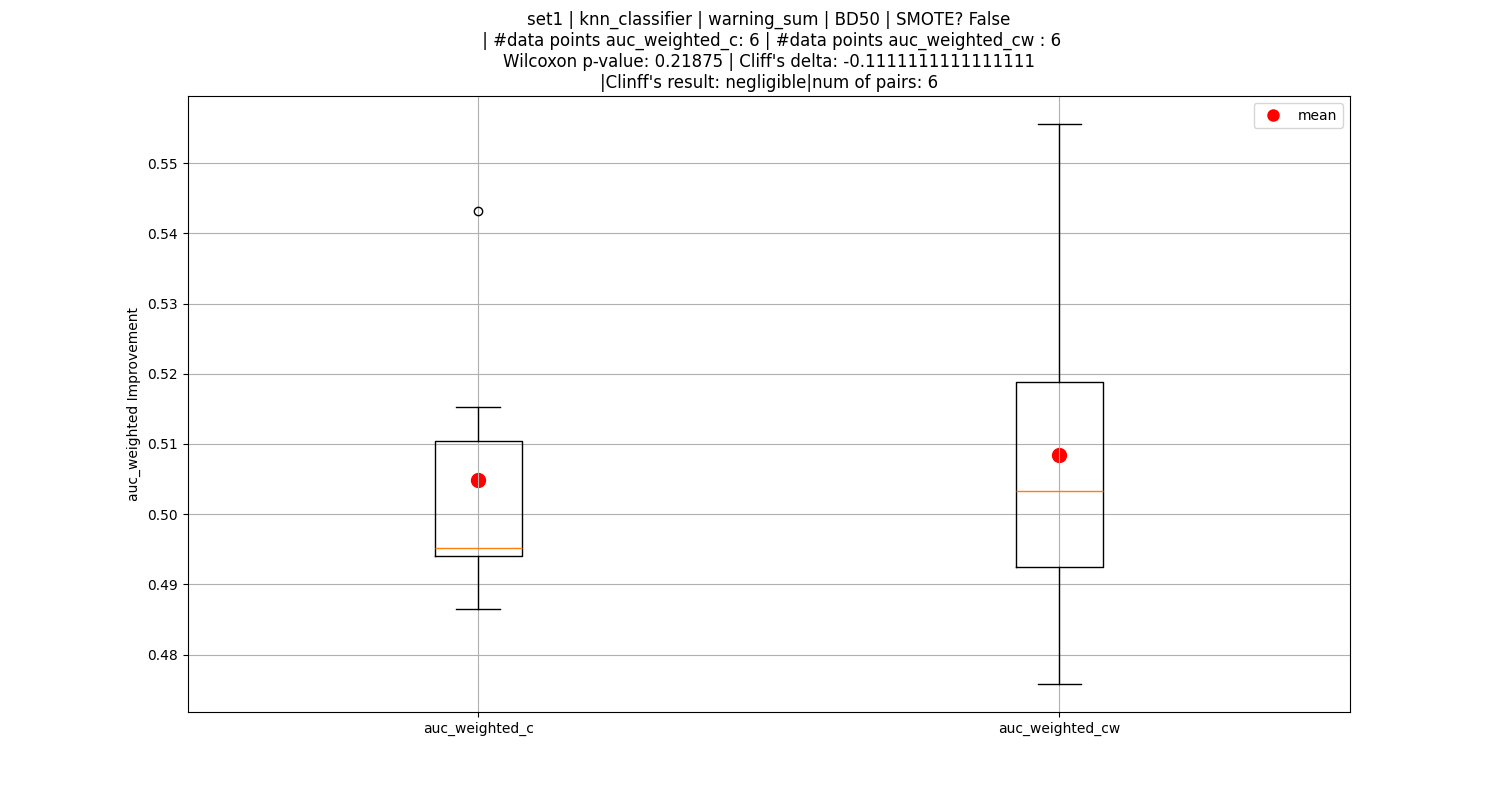 set1 | knn_classifier | warning_sum | BD50 | SMOTE? False
| #data points auc_weighted_c: 6 | #data points auc_weighted_cw : 6
Wilcoxon p-value: 0.21875 | Cliff's delta: -0.1111111111111111
|Clinff's result: negligible|num of pairs: 6
mean
auc_weighted Improvement
0.55
0.54
0.53
0.52
0.51
0.50
0.49
0.48
auc_weighted_c
auc_weighted_cw